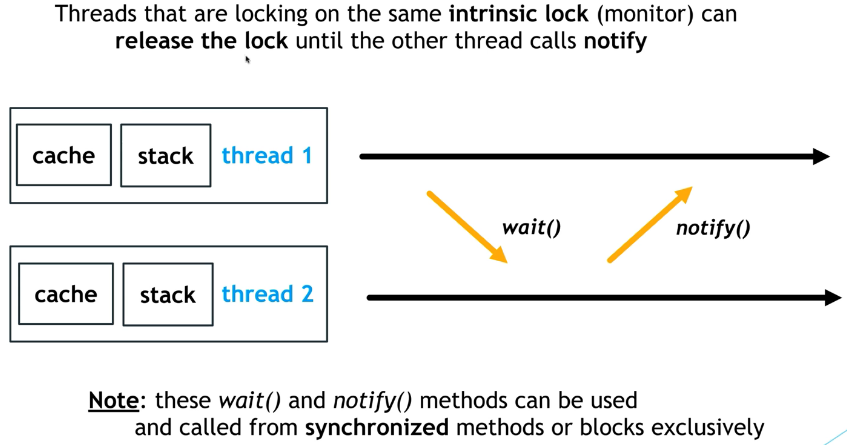 Threads that are locking on the same intrinsic lock (monitor) can
release the lock until the other thread calls notify
cache stack thread 1
wait() notify()
cache stack thread 2
Note: these wait() and notify() methods can be used
and called from synchronized methods or blocks exclusively